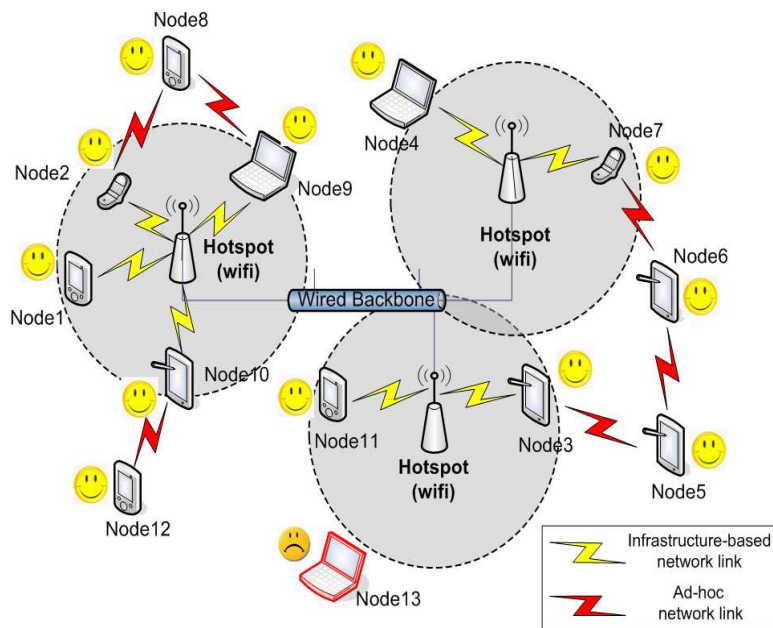 Node8
Node2
Node9
Hotspot
(wifi)
Node1
Node10
Node12
Node4
Node7
Hotspot
(wifi)
Node6
Wired Backbone
Node11
Node3
Hotspot
(wifi)
Node5
Node13
Infrastructure-based
network link
Ad-hoc
network link